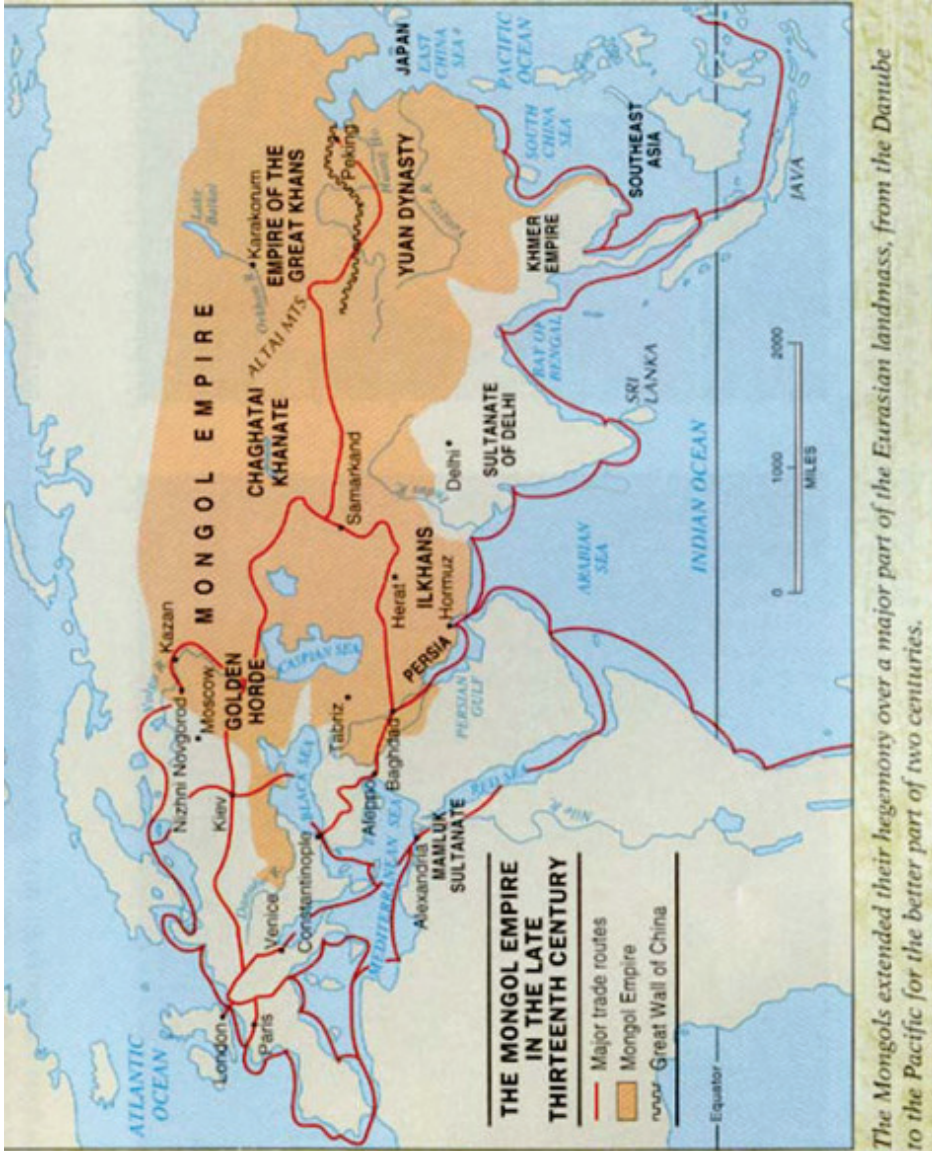 ATLANTIC
OCEAN
London
Paris
Venice
Constantinople
Kiev
Nizhni Novgorod
Moscow
Kazan
GOLDEN
HORDE
MONGOL EMPIRE
CHAGHATAI
KHANATE
ALTAI MTS
Karakorum
EMPIRE OF THE
GREAT KHANS
Peking
YUAN DYNASTY
JAPAN
EAST
CHINA
SEA
PACIFIC
OCEAN
BLACK SEA
CASPIAN SEA
MEDITERRANEAN SEA
Aleppo
Tabriz
Baghdad
Alexandria
MAMLUK
SULTANATE
RED SEA
Nile R.
PERSIA
PERSIAN
GULF
Herat
ILKHANS
Hormuz
Samarkand
Delhi
SULTANATE
OF DELHI
ARABIAN
SEA
BAY OF
BENGAL
SRI
LANKA
KHMER
EMPIRE
SOUTH
CHINA
SEA
SOUTHEAST
ASIA
JAVA
INDIAN OCEAN
THE MONGOL EMPIRE
IN THE LATE
THIRTEENTH CENTURY
Major trade routes
Mongol Empire
Great Wall of China
Equator
0 1000 2000
MILES
The Mongols extended their hegemony over a major part of the Eurasian landmass, from the Danube
to the Pacific for the better part of two centuries.